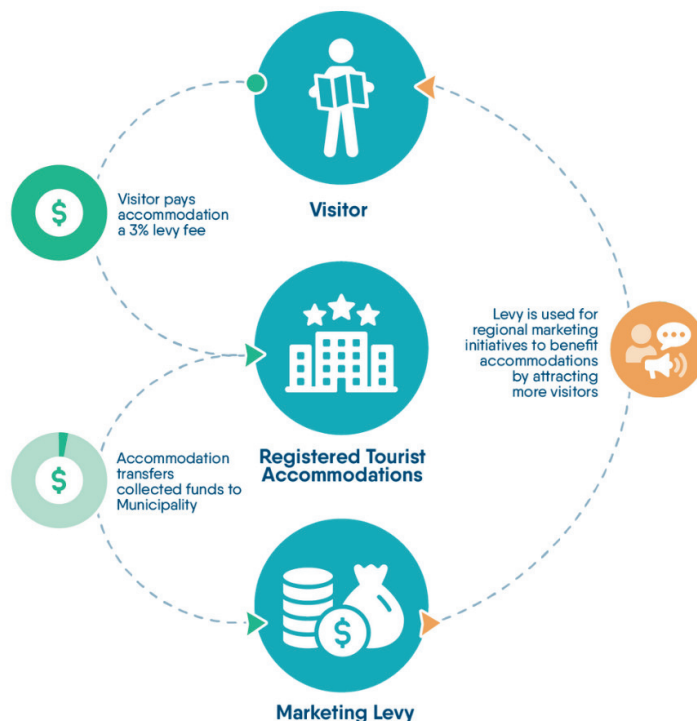 Visitor
$
Visitor pays
accommodation
a 3% levy fee
Registered Tourist
Accommodations
Levy is used for
regional marketing
initiatives to benefit
accommodations
by attracting
more visitors
$
Accommodation
transfers
collected funds to
Municipality
$
Marketing Levy